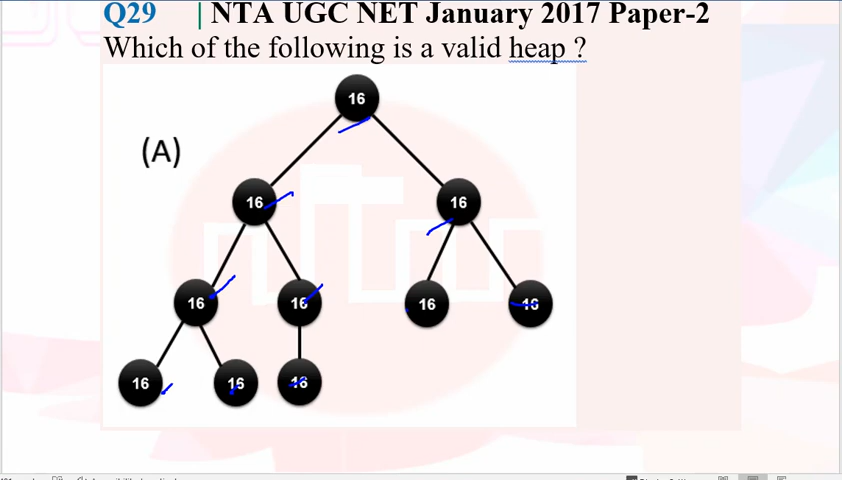 Q29 | NTA UGC NET January 2017 Paper-2
Which of the following is a valid heap ?
16
(A)
16 16
16 16 16 16
16 16 16